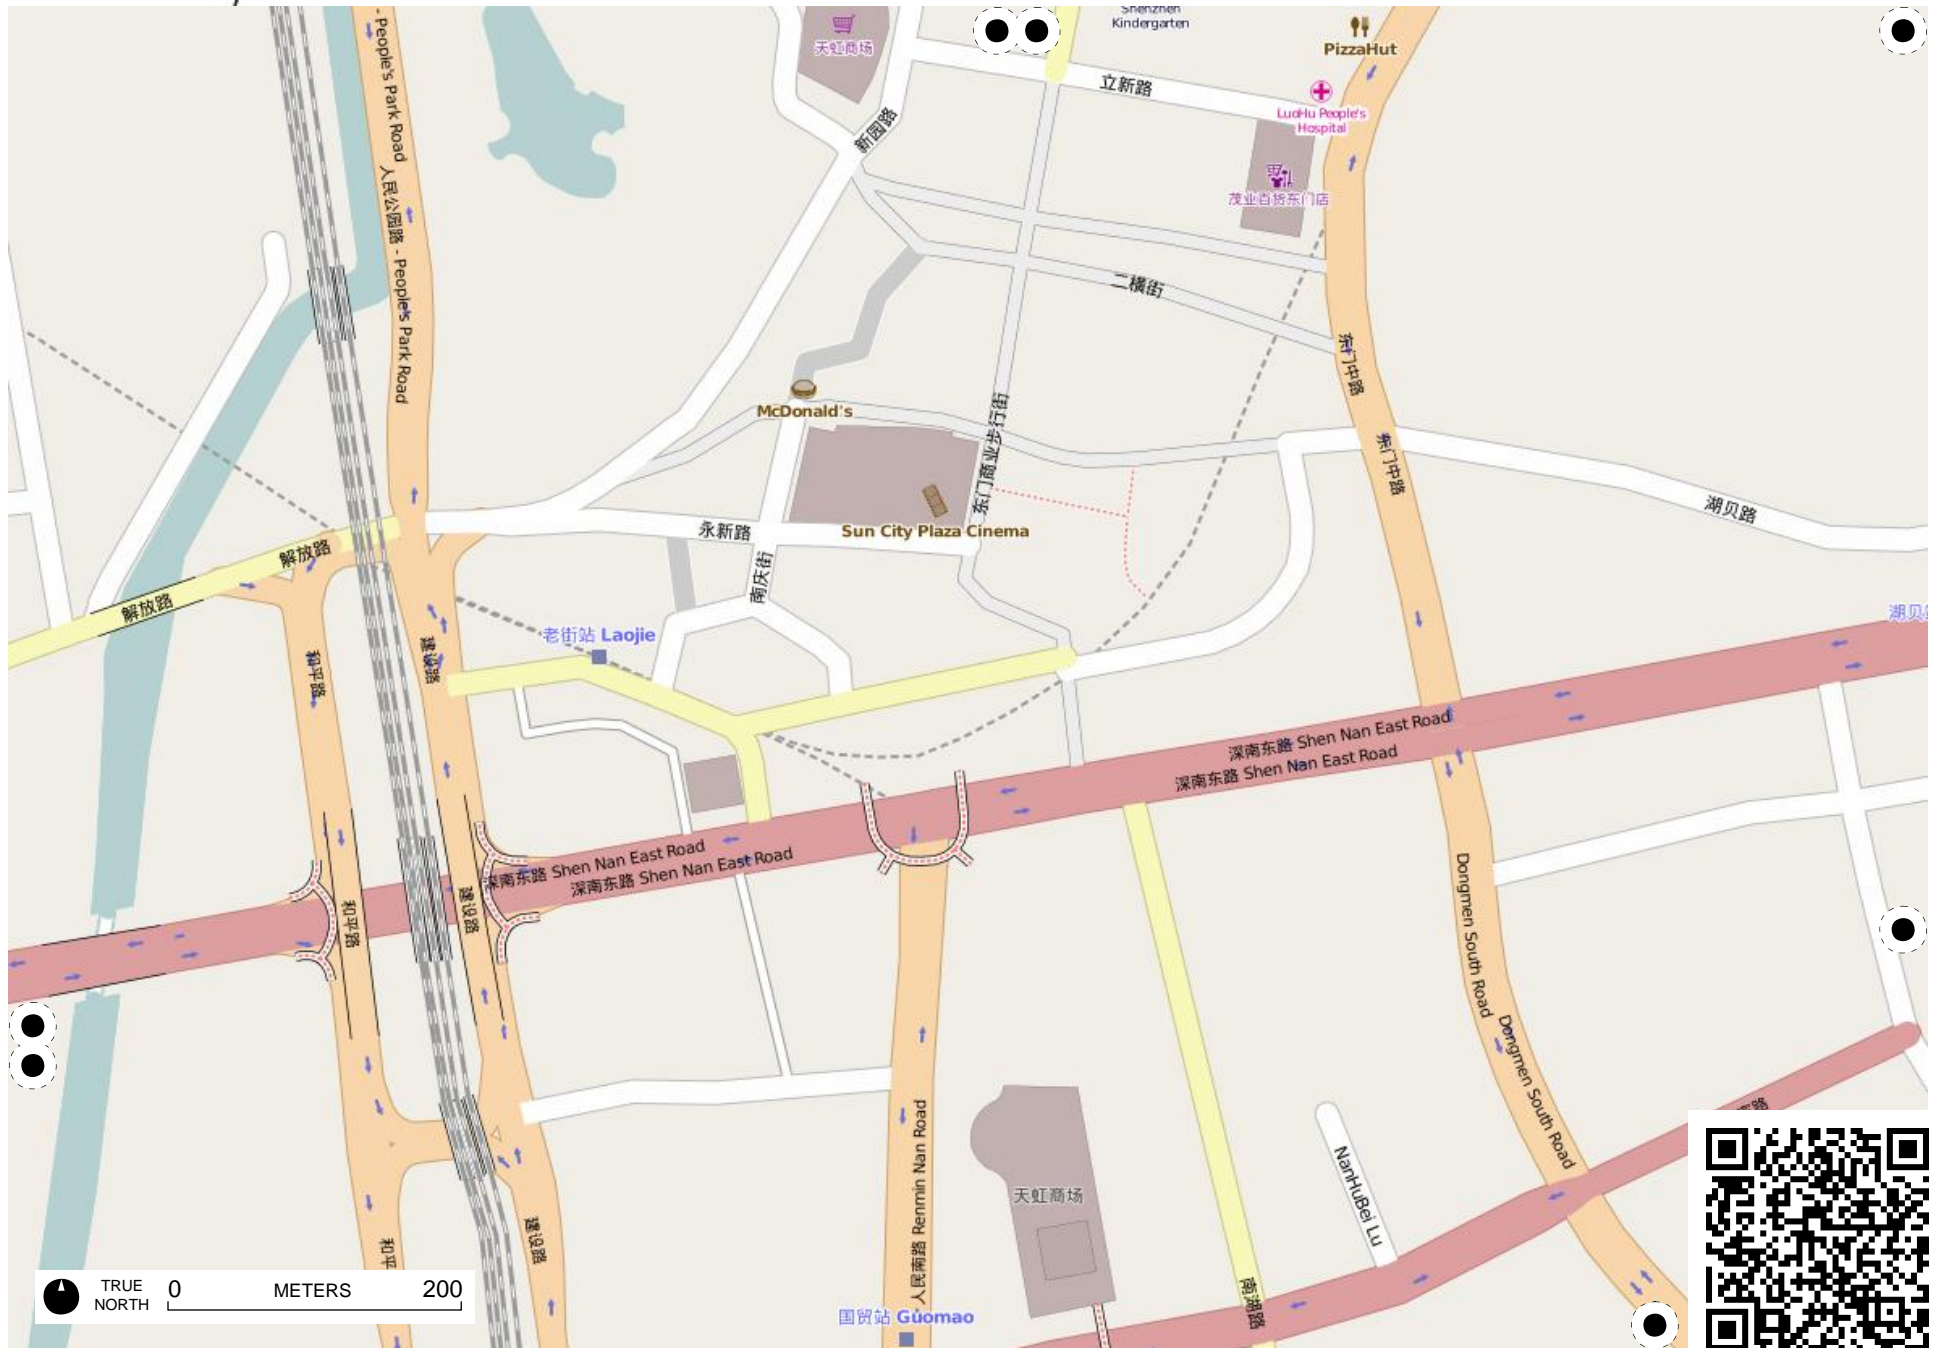 Shenzhen
Kindergarten
天虹商场
PizzaHut
立新路
LuoHu People's
Hospital
新园路
茂业百货东门店
- People's Park Road
人民公园路 - People's Park Road
二横街
东门中路
McDonald's
东门商业步行街
东门中路
湖贝路
永新路
Sun City Plaza Cinema
解放路
解放路
南庆街
老街站 Laojie
湖贝
和平路
建设路
深南东路 Shen Nan East Road
深南东路 Shen Nan East Road
深南东路 Shen Nan East Road
深南东路 Shen Nan East Road
和平路
建设路
Dongmen South Road
Dongmen South Road
人民南路 Renmin Nan Road
天虹商场
NanHuBei Lu
建设路
和平
南湖路
国贸站 Guomao
TRUE
NORTH
0 METERS 200